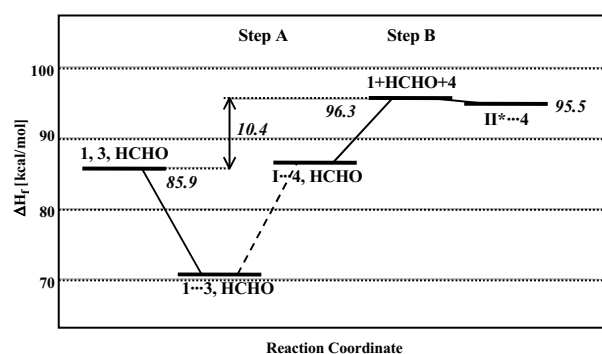 Step A Step B
100
1+HCHO+4
96.3
95.5
II*···4
10.4
90
1, 3, HCHO
85.9
I···4, HCHO
80
70
1···3, HCHO
ΔHf [kcal/mol]
Reaction Coordinate